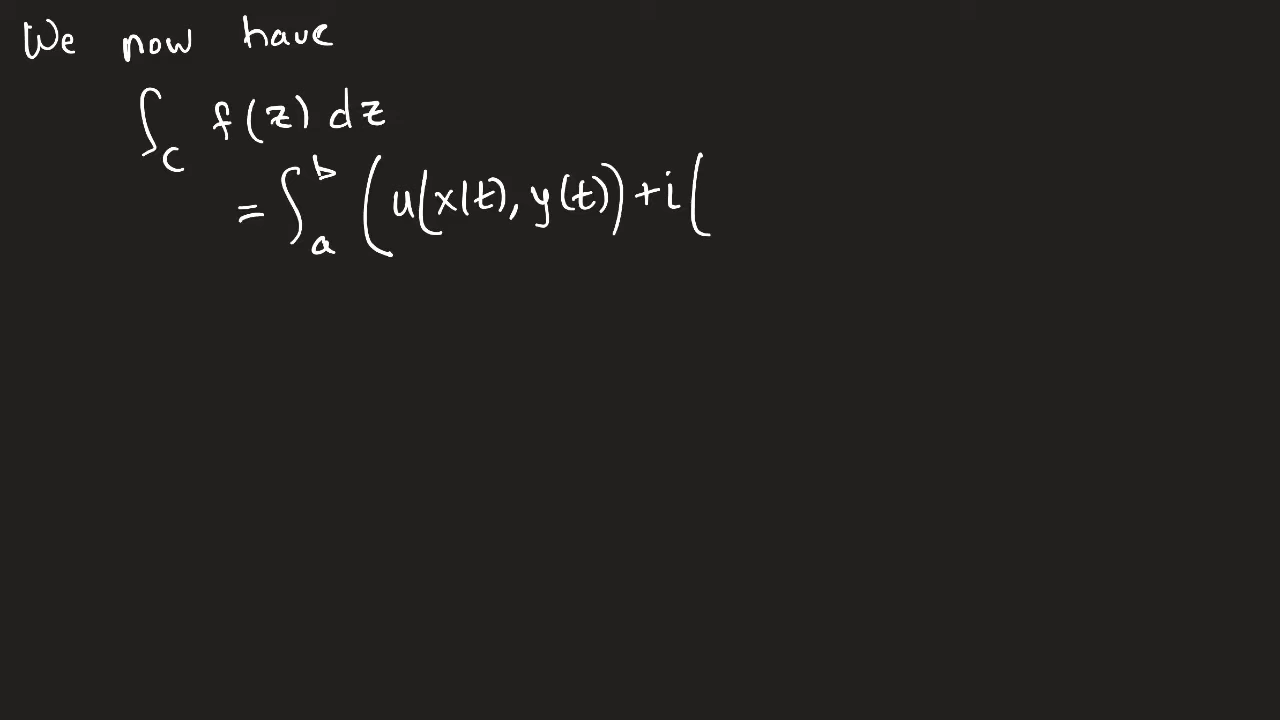 We now have
∫_C f(z) dz
= ∫_a^b (u(x(t), y(t)) + i(